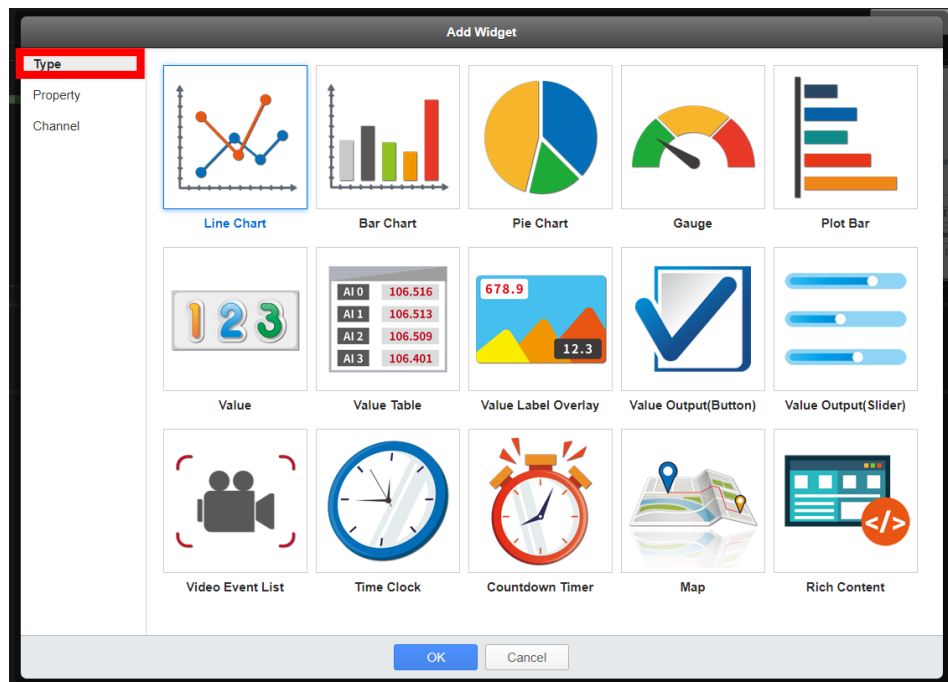 Add Widget
Type
Property
Channel
Line Chart
Bar Chart
Pie Chart
Gauge
Plot Bar
1 2 3
AI 0 106.516
AI 1 106.513
AI 2 106.509
AI 3 106.401
678.9
12.3
Value
Value Table
Value Label Overlay
Value Output(Button)
Value Output(Slider)
</>
Video Event List
Time Clock
Countdown Timer
Map
Rich Content
OK
Cancel